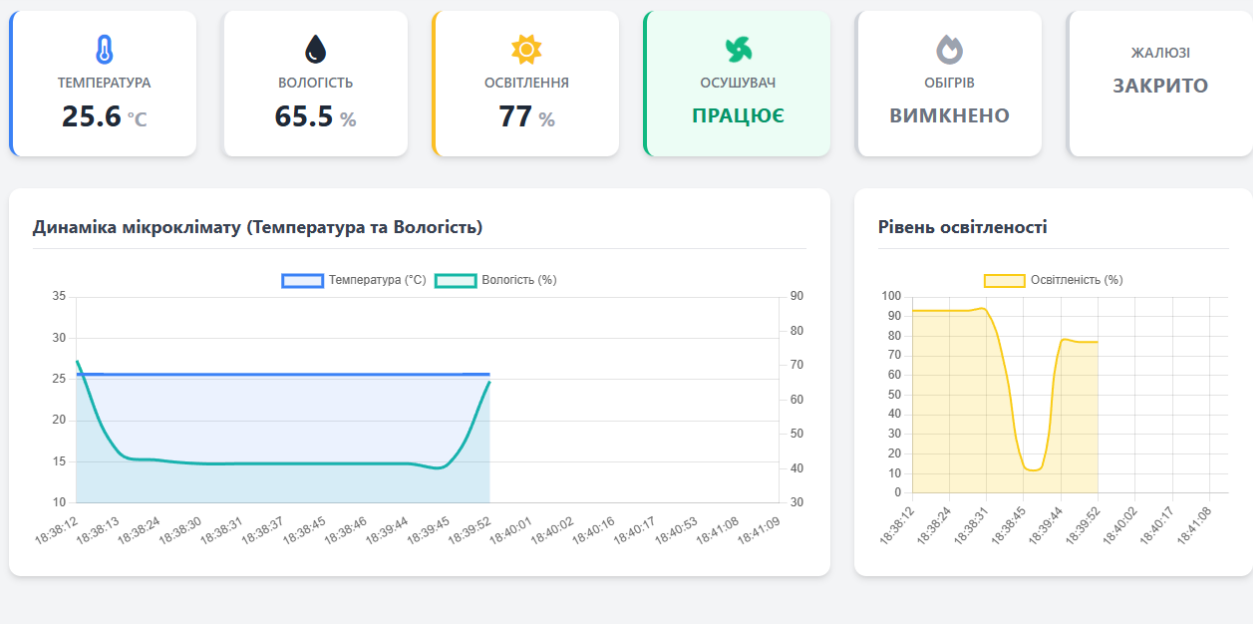 ТЕМПЕРАТУРА
25.6 °C
ВОЛОГІСТЬ
65.5 %
ОСВІТЛЕННЯ
77 %
ОСУШУВАЧ
ПРАЦЮЄ
ОБІГРІВ
ВИМКНЕНО
ЖАЛЮЗІ
ЗАКРИТО
Динаміка мікроклімату (Температура та Вологість)
Температура (°C) Вологість (%)
35
30
25
20
15
10
90
80
70
60
50
40
30
18:38:12 18:38:13 18:38:24 18:38:30 18:38:31 18:38:37 18:38:45 18:38:46 18:39:44 18:39:45 18:39:52 18:40:01 18:40:02 18:40:16 18:40:17 18:40:53 18:41:08 18:41:09
Рівень освітленості
Освітленість (%)
100
90
80
70
60
50
40
30
20
10
0
18:38:12 18:38:24 18:38:31 18:38:45 18:39:44 18:39:52 18:40:02 18:40:17 18:41:08